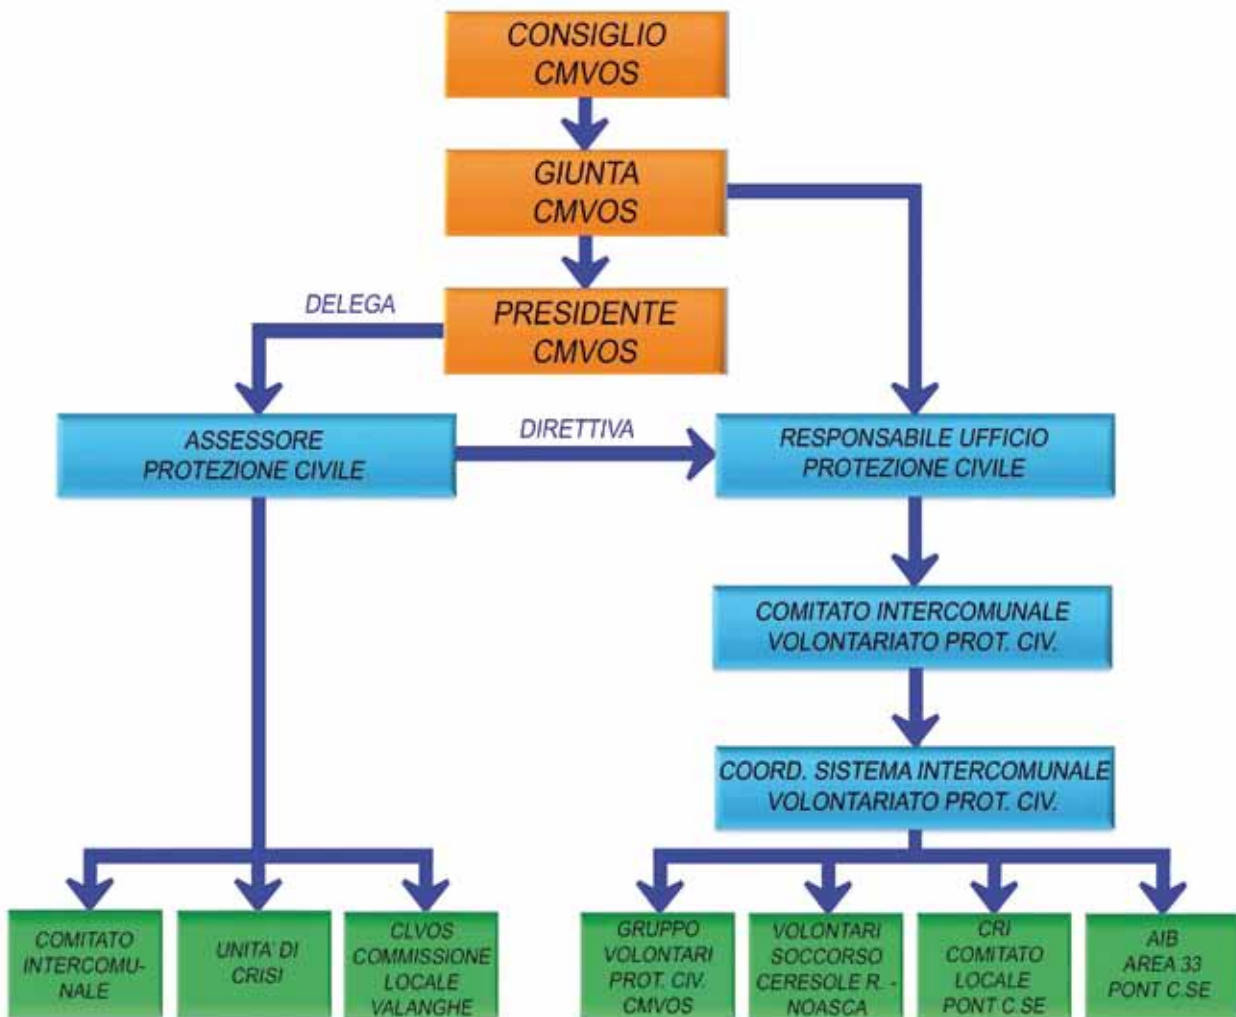 CONSIGLIO
CMVOS
GIUNTA
CMVOS
DELEGA
PRESIDENTE
CMVOS
ASSESSORE
PROTEZIONE CIVILE
DIRETTIVA
RESPONSABILE UFFICIO
PROTEZIONE CIVILE
COMITATO INTERCOMUNALE
VOLONTARIATO PROT. CIV.
COORD. SISTEMA INTERCOMUNALE
VOLONTARIATO PROT. CIV.
COMITATO
INTERCOMU-
NALE
UNITA' DI
CRISI
CLVOS
COMMISSIONE
LOCALE
VALANGHE
GRUPPO
VOLONTARI
PROT. CIV.
CMVOS
VOLONTARI
SOCCORSO
CERESOLE R. -
NOASCA
CRI
COMITATO
LOCALE
PONT C.SE
AIB
AREA 33
PONT C.SE